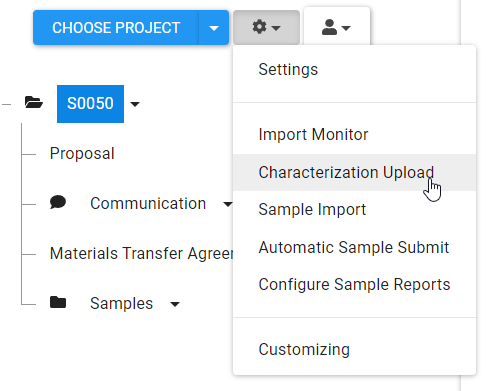 CHOOSE PROJECT
S0050
Proposal
Communication
Materials Transfer Agreer
Samples
Settings
Import Monitor
Characterization Upload
Sample Import
Automatic Sample Submit
Configure Sample Reports
Customizing